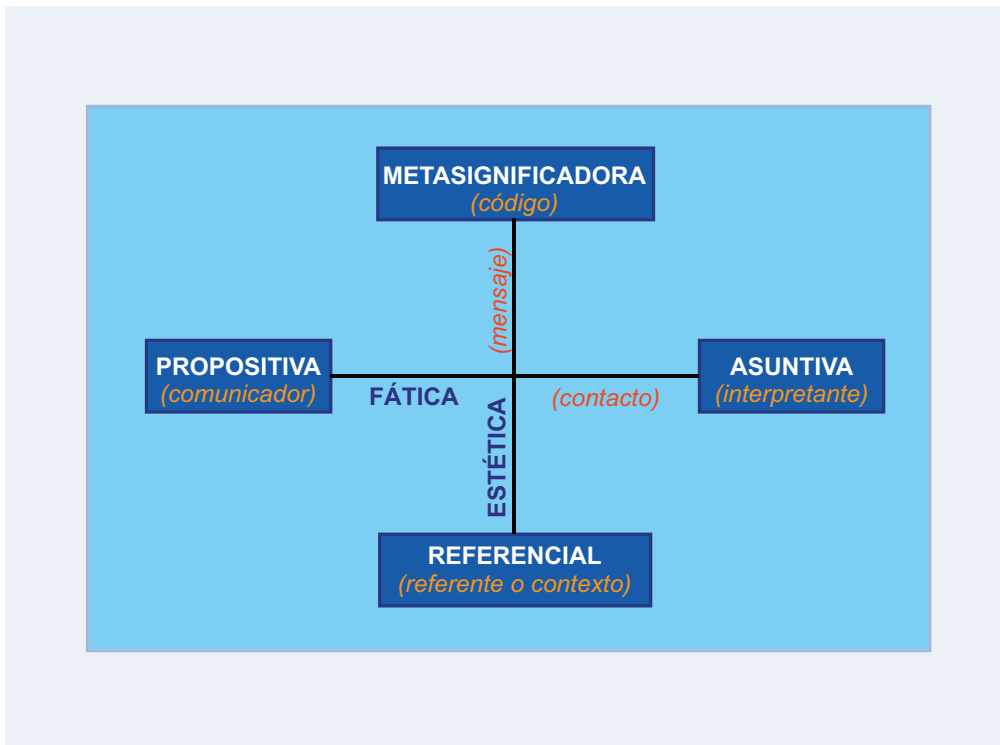 METASIGNIFICADORA
(código)
(mensaje)
PROPOSITIVA
(comunicador)
FÁTICA
(contacto)
ASUNTIVA
(interpretante)
ESTÉTICA
REFERENCIAL
(referente o contexto)